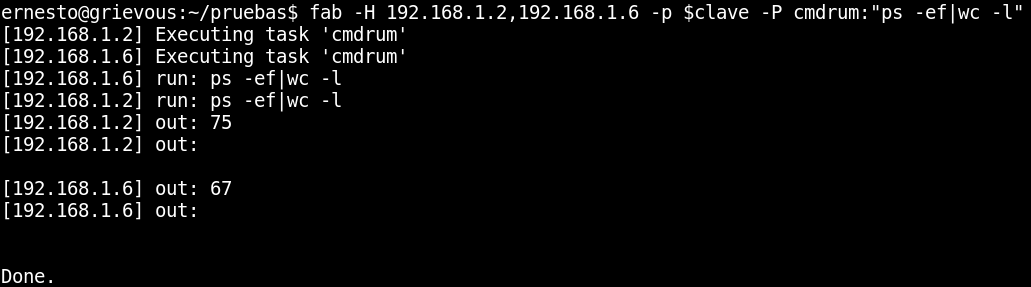 ernesto@grievous:~/pruebas$ fab -H 192.168.1.2,192.168.1.6 -p $clave -P cmdrum:"ps -ef|wc -l"
[192.168.1.2] Executing task 'cmdrum'
[192.168.1.6] Executing task 'cmdrum'
[192.168.1.6] run: ps -ef|wc -l
[192.168.1.2] run: ps -ef|wc -l
[192.168.1.2] out: 75
[192.168.1.2] out:
[192.168.1.6] out: 67
[192.168.1.6] out:
Done.